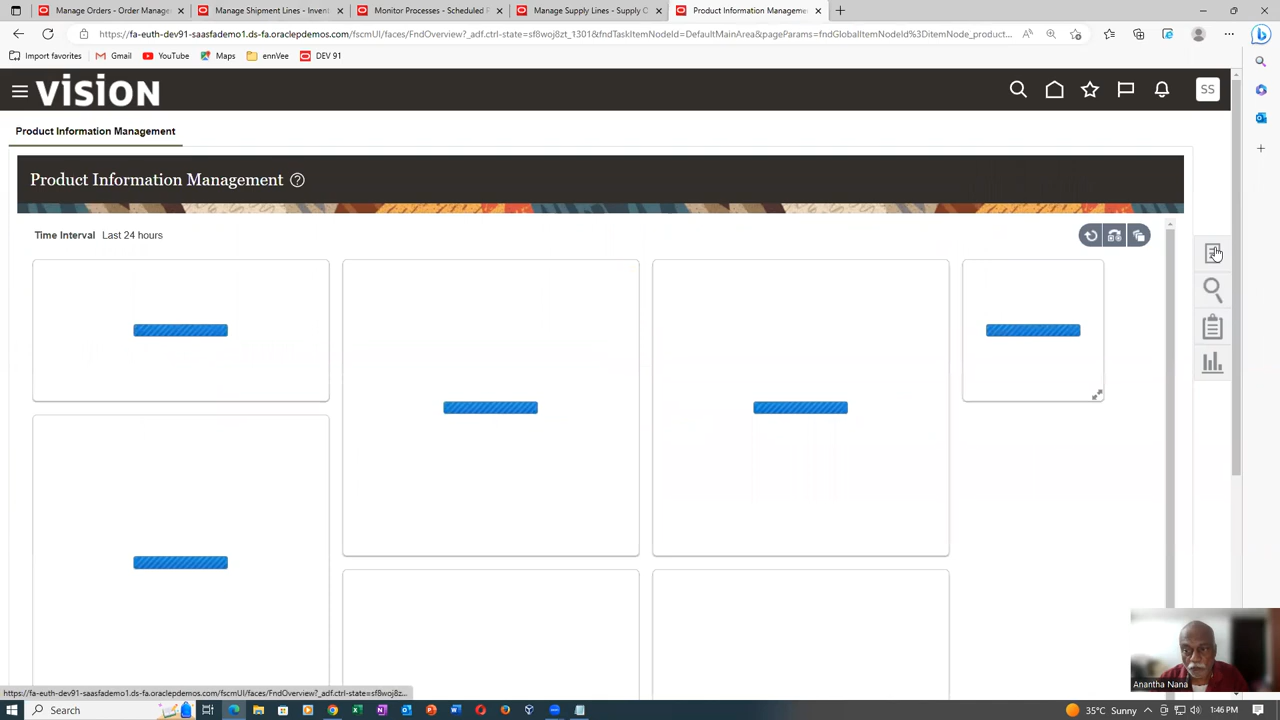 Manage Orders - Order Manage
Manage Shipment Lines - Invent
Monitor Processes - Scheduled P
Manage Supply Lines - Supply O
Product Information Manageme
https://fa-euth-dev91-saasfademo1.ds-fa.oraclepdemos.com/fscmUI/faces/FndOverview?_adf.ctrl-state=sf8woj8zt_1301&fndTaskItemNodeId=DefaultMainArea&pageParams=fndGlobalItemNodeId%3DitemNode_product...
Import favorites
Gmail
YouTube
Maps
ennVee
DEV 91
VISION
SS
Product Information Management
Product Information Management
Time Interval Last 24 hours
Anantha Nana
https://fa-euth-dev91-saasfademo1.ds-fa.oraclepdemos.com/fscmUI/faces/FndOverview?_adf.ctrl-state=sf8woj8z...
Search
35°C Sunny
1:46 PM